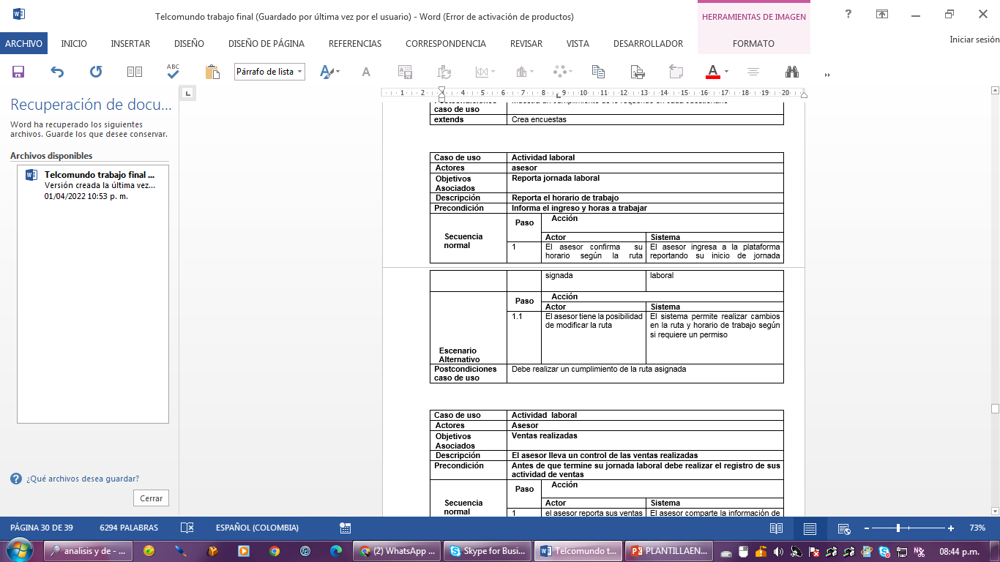 Telcomundo trabajo final (Guardado por última vez por el usuario) - Word (Error de activación de productos)
HERRAMIENTAS DE IMAGEN
?
ARCHIVO INICIO INSERTAR DISEÑO DISEÑO DE PÁGINA REFERENCIAS CORRESPONDENCIA REVISAR VISTA DESARROLLADOR FORMATO
Iniciar sesión
ABC
Párrafo de lista
A A A
Recuperación de docu...
Word ha recuperado los siguientes
archivos. Guarde los que desee conservar.
Archivos disponibles
Telcomundo trabajo final ...
Versión creada la última vez...
01/04/2022 10:53 p. m.
¿Qué archivos desea guardar?
Cerrar
1 2 4 5 6 7 8 9 10 11 12 13 14 15 16 17 18 19 20
caso de uso
extends Crea encuestas
Caso de uso Actividad laboral
Actores asesor
Objetivos Reporta jornada laboral
Asociados
Descripción Reporta el horario de trabajo
Precondición Informa el ingreso y horas a trabajar
Secuencia
normal
Paso Acción
Actor Sistema
1 El asesor confirma su El asesor ingresa a la plataforma
horario según la ruta reportando su inicio de jornada
signada laboral
Escenario
Alternativo
Paso Acción
Actor Sistema
1.1 El asesor tiene la posibilidad El sistema permite realizar cambios
de modificar la ruta en la ruta y horario de trabajo según
si requiere un permiso
Postcondiciones Debe realizar un cumplimiento de la ruta asignada
caso de uso
Caso de uso Actividad laboral
Actores Asesor
Objetivos Ventas realizadas
Asociados
Descripción El asesor lleva un control de las ventas realizadas
Precondición Antes de que termine su jornada laboral debe realizar el registro de sus
actividad de ventas
Secuencia
normal
Paso Acción
Actor Sistema
1 el asesor reporta sus ventas El asesor comparte la información de
PÁGINA 30 DE 39 6294 PALABRAS ESPAÑOL (COLOMBIA) 73%
analisis y de - ... (2) WhatsApp ... Skype for Busi... Telcomundo t... PLANTILLAEN... 08:44 p.m.